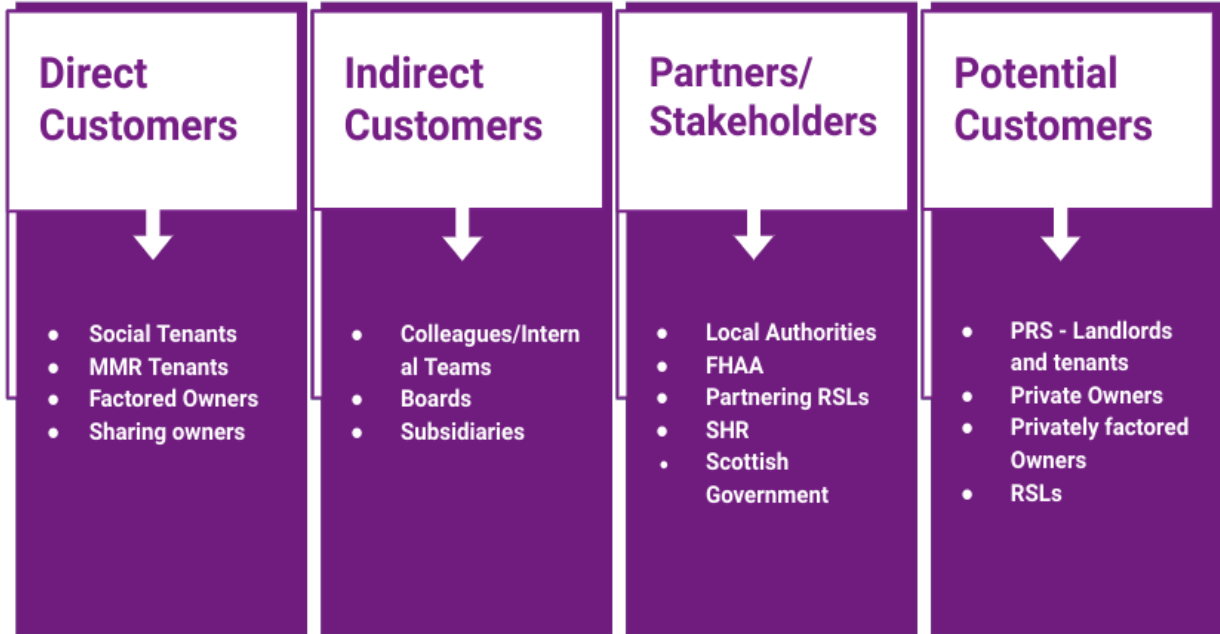 Direct
Customers
● Social Tenants
● MMR Tenants
● Factored Owners
● Sharing owners
Indirect
Customers
● Colleagues/Intern
al Teams
● Boards
● Subsidiaries
Partners/
Stakeholders
● Local Authorities
● FHAA
● Partnering RSLs
● SHR
● Scottish
Government
Potential
Customers
● PRS - Landlords
and tenants
● Private Owners
● Privately factored
Owners
● RSLs